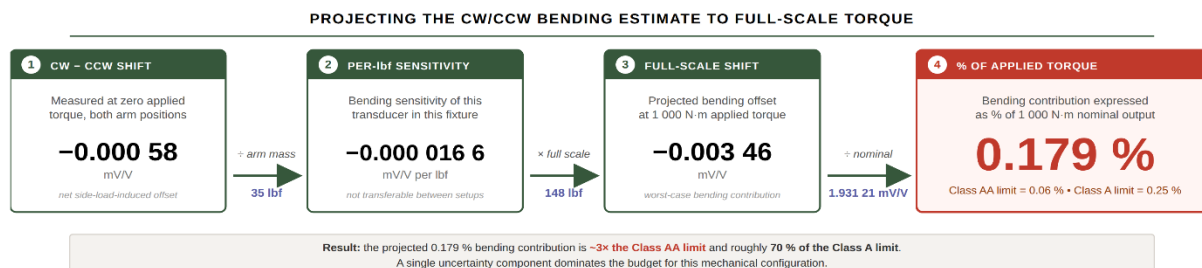 PROJECTING THE CW/CCW BENDING ESTIMATE TO FULL-SCALE TORQUE
1 CW – CCW SHIFT
Measured at zero applied
torque, both arm positions
−0.000 58
mV/V
net side-load-induced offset
÷ arm mass
35 lbf
2 PER-lbf SENSITIVITY
Bending sensitivity of this
transducer in this fixture
−0.000 016 6
mV/V per lbf
not transferable between setups
× full scale
148 lbf
3 FULL-SCALE SHIFT
Projected bending offset
at 1 000 N·m applied torque
−0.003 46
mV/V
worst-case bending contribution
÷ nominal
1.931 21 mV/V
4 % OF APPLIED TORQUE
Bending contribution expressed
as % of 1 000 N·m nominal output
0.179 %
Class AA limit = 0.06 % • Class A limit = 0.25 %
Result: the projected 0.179 % bending contribution is ~3× the Class AA limit and roughly 70 % of the Class A limit.
A single uncertainty component dominates the budget for this mechanical configuration.